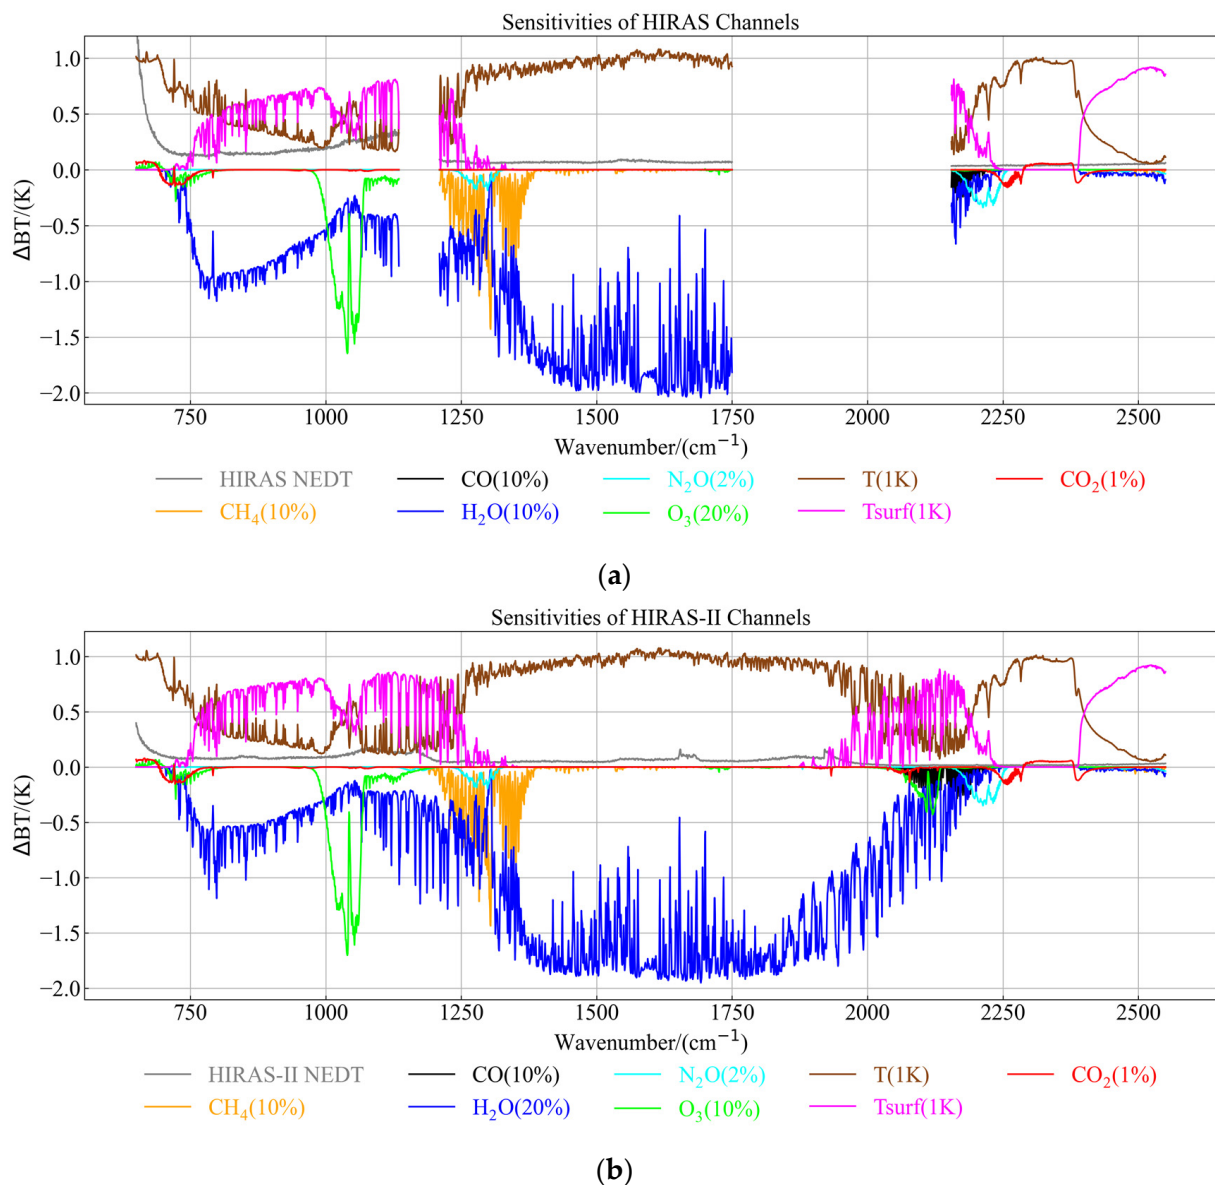 Sensitivities of HIRAS Channels
1.0
0.5
0.0
−0.5
−1.0
−1.5
−2.0
ΔBT/(K)
750 1000 1250 1500 1750 2000 2250 2500
Wavenumber/(cm⁻¹)
HIRAS NEDT CO(10%) N₂O(2%) T(1K) CO₂(1%)
CH₄(10%) H₂O(10%) O₃(20%) Tsurf(1K)
(a)
Sensitivities of HIRAS-II Channels
1.0
0.5
0.0
−0.5
−1.0
−1.5
−2.0
ΔBT/(K)
750 1000 1250 1500 1750 2000 2250 2500
Wavenumber/(cm⁻¹)
HIRAS-II NEDT CO(10%) N₂O(2%) T(1K) CO₂(1%)
CH₄(10%) H₂O(20%) O₃(10%) Tsurf(1K)
(b)